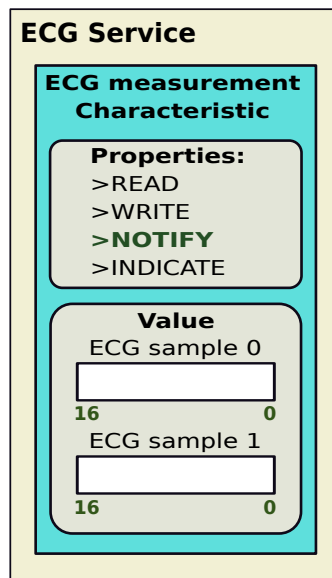 ECG Service
ECG measurement
Characteristic
Properties:
>READ
>WRITE
>NOTIFY
>INDICATE
Value
ECG sample 0
16 0
ECG sample 1
16 0